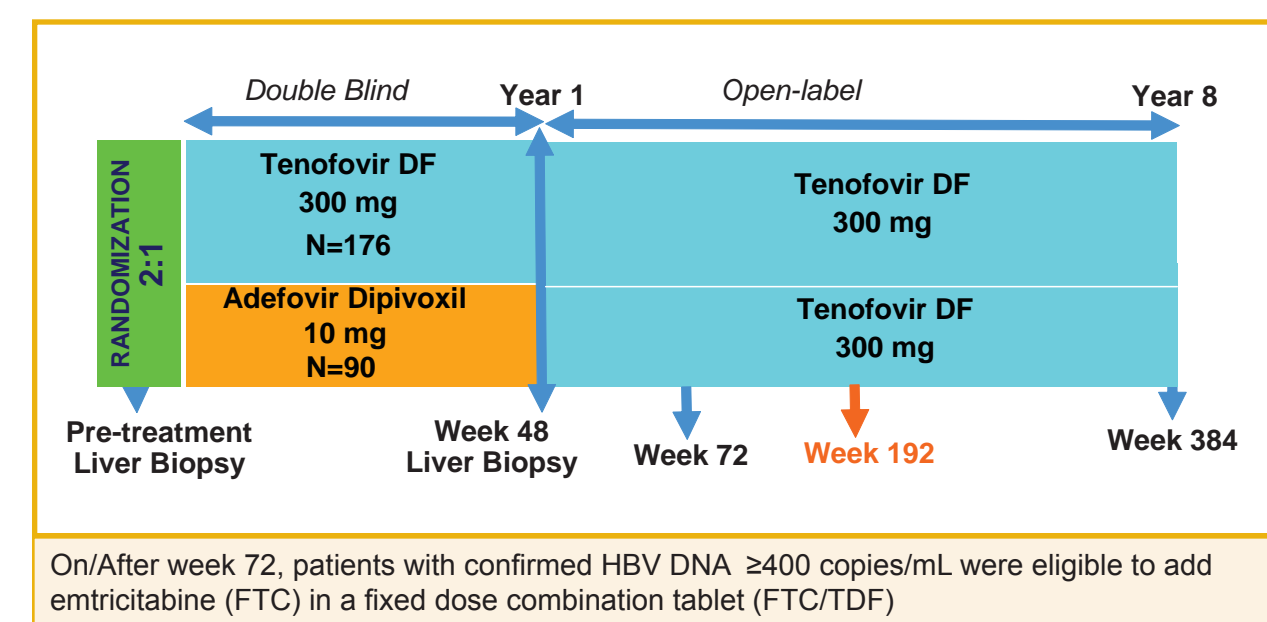 Double Blind
Year 1
Open-label
Year 8
RANDOMIZATION
2:1
Tenofovir DF
300 mg
N=176
Tenofovir DF
300 mg
Adefovir Dipivoxil
10 mg
N=90
Tenofovir DF
300 mg
Pre-treatment
Liver Biopsy
Week 48
Liver Biopsy
Week 72
Week 192
Week 384
On/After week 72, patients with confirmed HBV DNA ≥400 copies/mL were eligible to add
emtricitabine (FTC) in a fixed dose combination tablet (FTC/TDF)